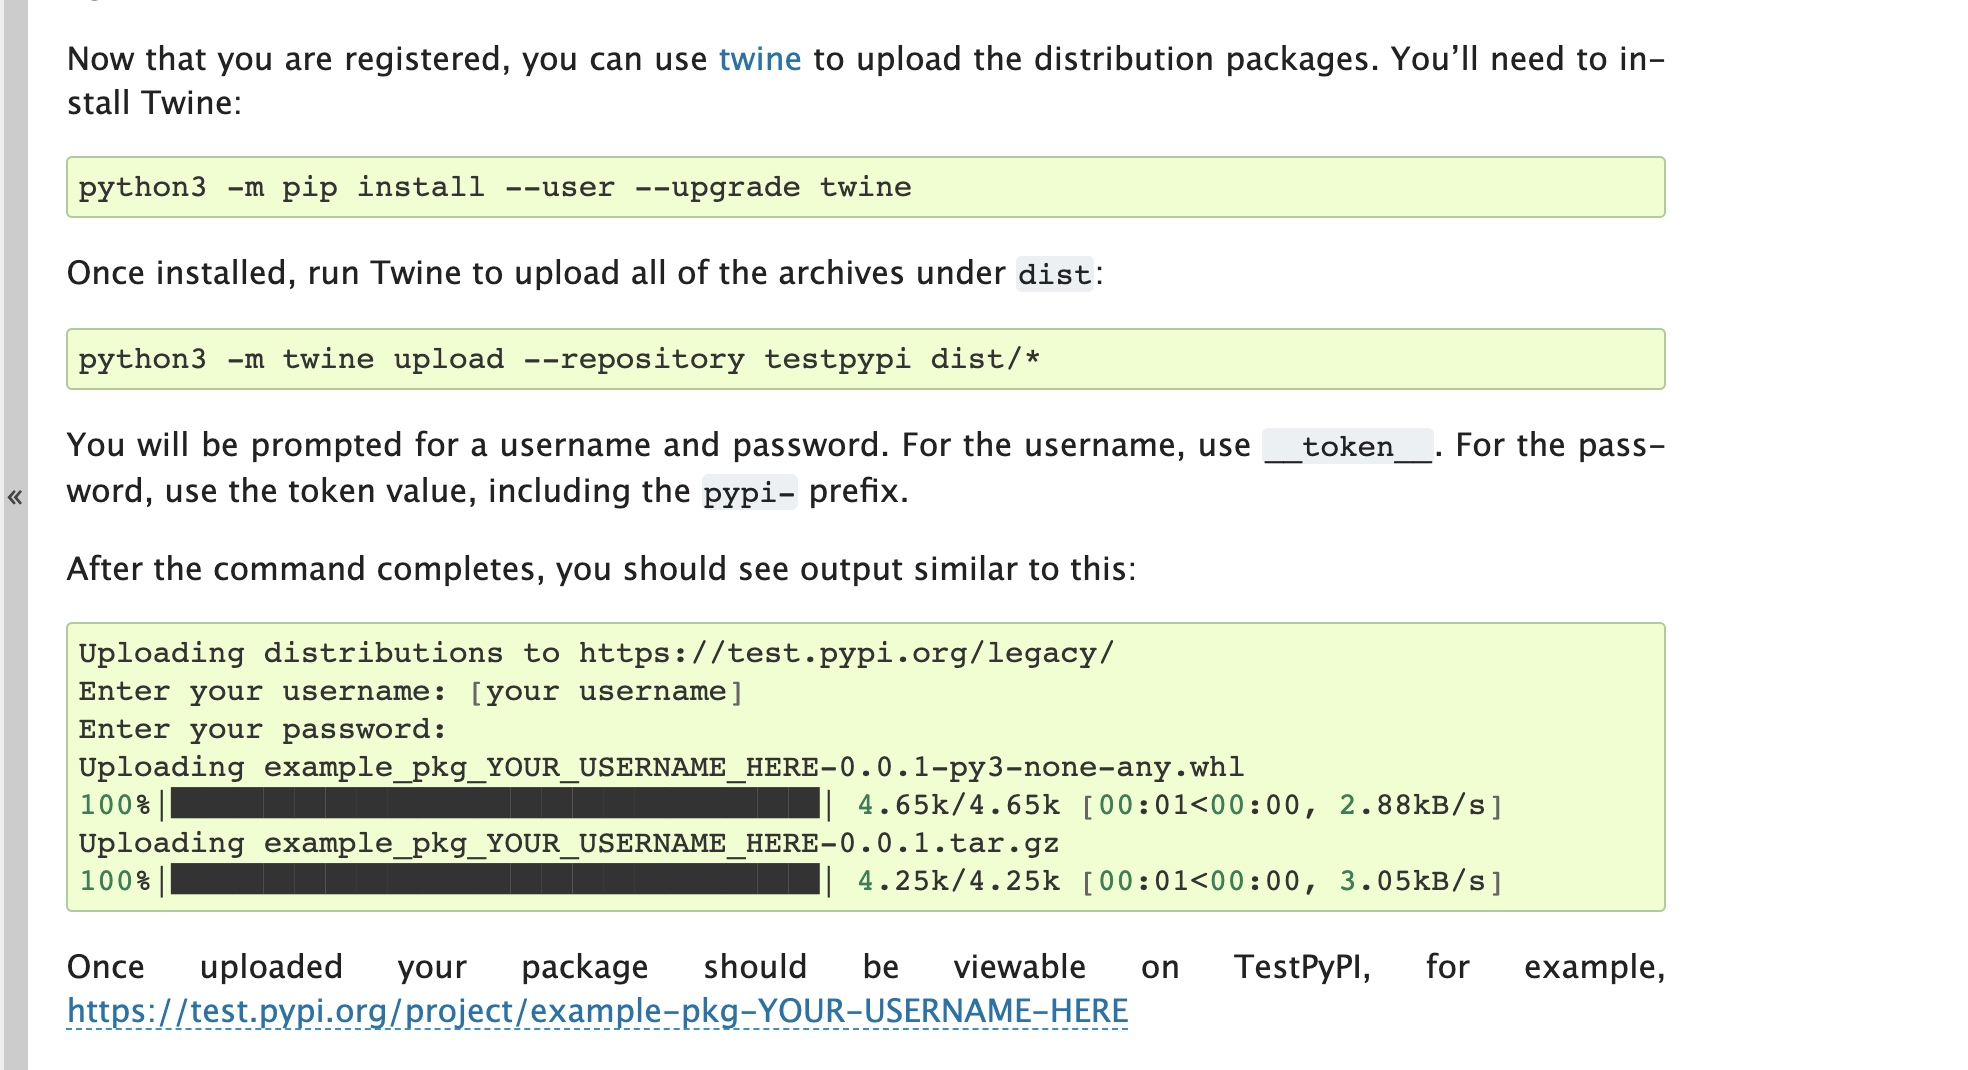 Now that you are registered, you can use twine to upload the distribution packages. You’ll need to in-
stall Twine:
python3 -m pip install --user --upgrade twine
Once installed, run Twine to upload all of the archives under dist:
python3 -m twine upload --repository testpypi dist/*
You will be prompted for a username and password. For the username, use __token__. For the pass-
word, use the token value, including the pypi- prefix.
After the command completes, you should see output similar to this:
Uploading distributions to https://test.pypi.org/legacy/
Enter your username: [your username]
Enter your password:
Uploading example_pkg_YOUR_USERNAME_HERE-0.0.1-py3-none-any.whl
100%|█████████████████████| 4.65k/4.65k [00:01<00:00, 2.88kB/s]
Uploading example_pkg_YOUR_USERNAME_HERE-0.0.1.tar.gz
100%|█████████████████████| 4.25k/4.25k [00:01<00:00, 3.05kB/s]
Once uploaded your package should be viewable on TestPyPI, for example,
https://test.pypi.org/project/example-pkg-YOUR-USERNAME-HERE
«